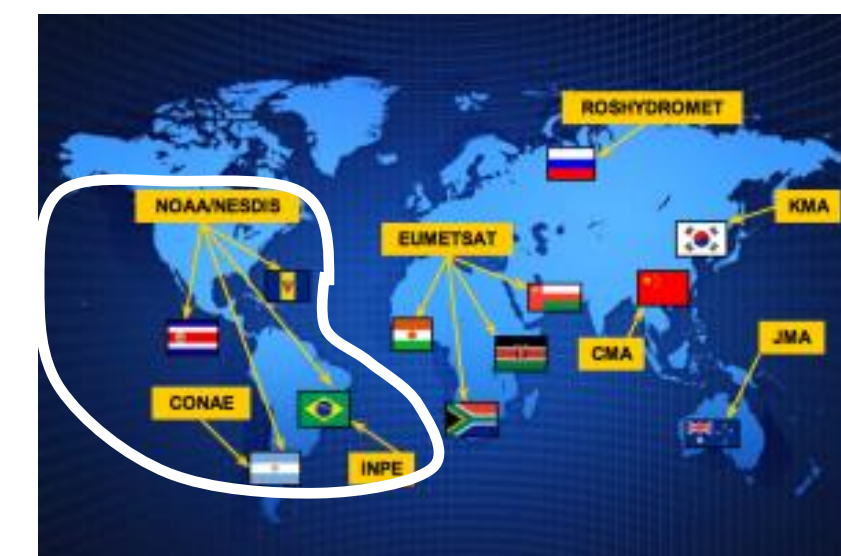 ROSHYDROMET
NOAA/NESDIS
KMA
EUMETSAT
JMA
CMA
CONAE
INPE